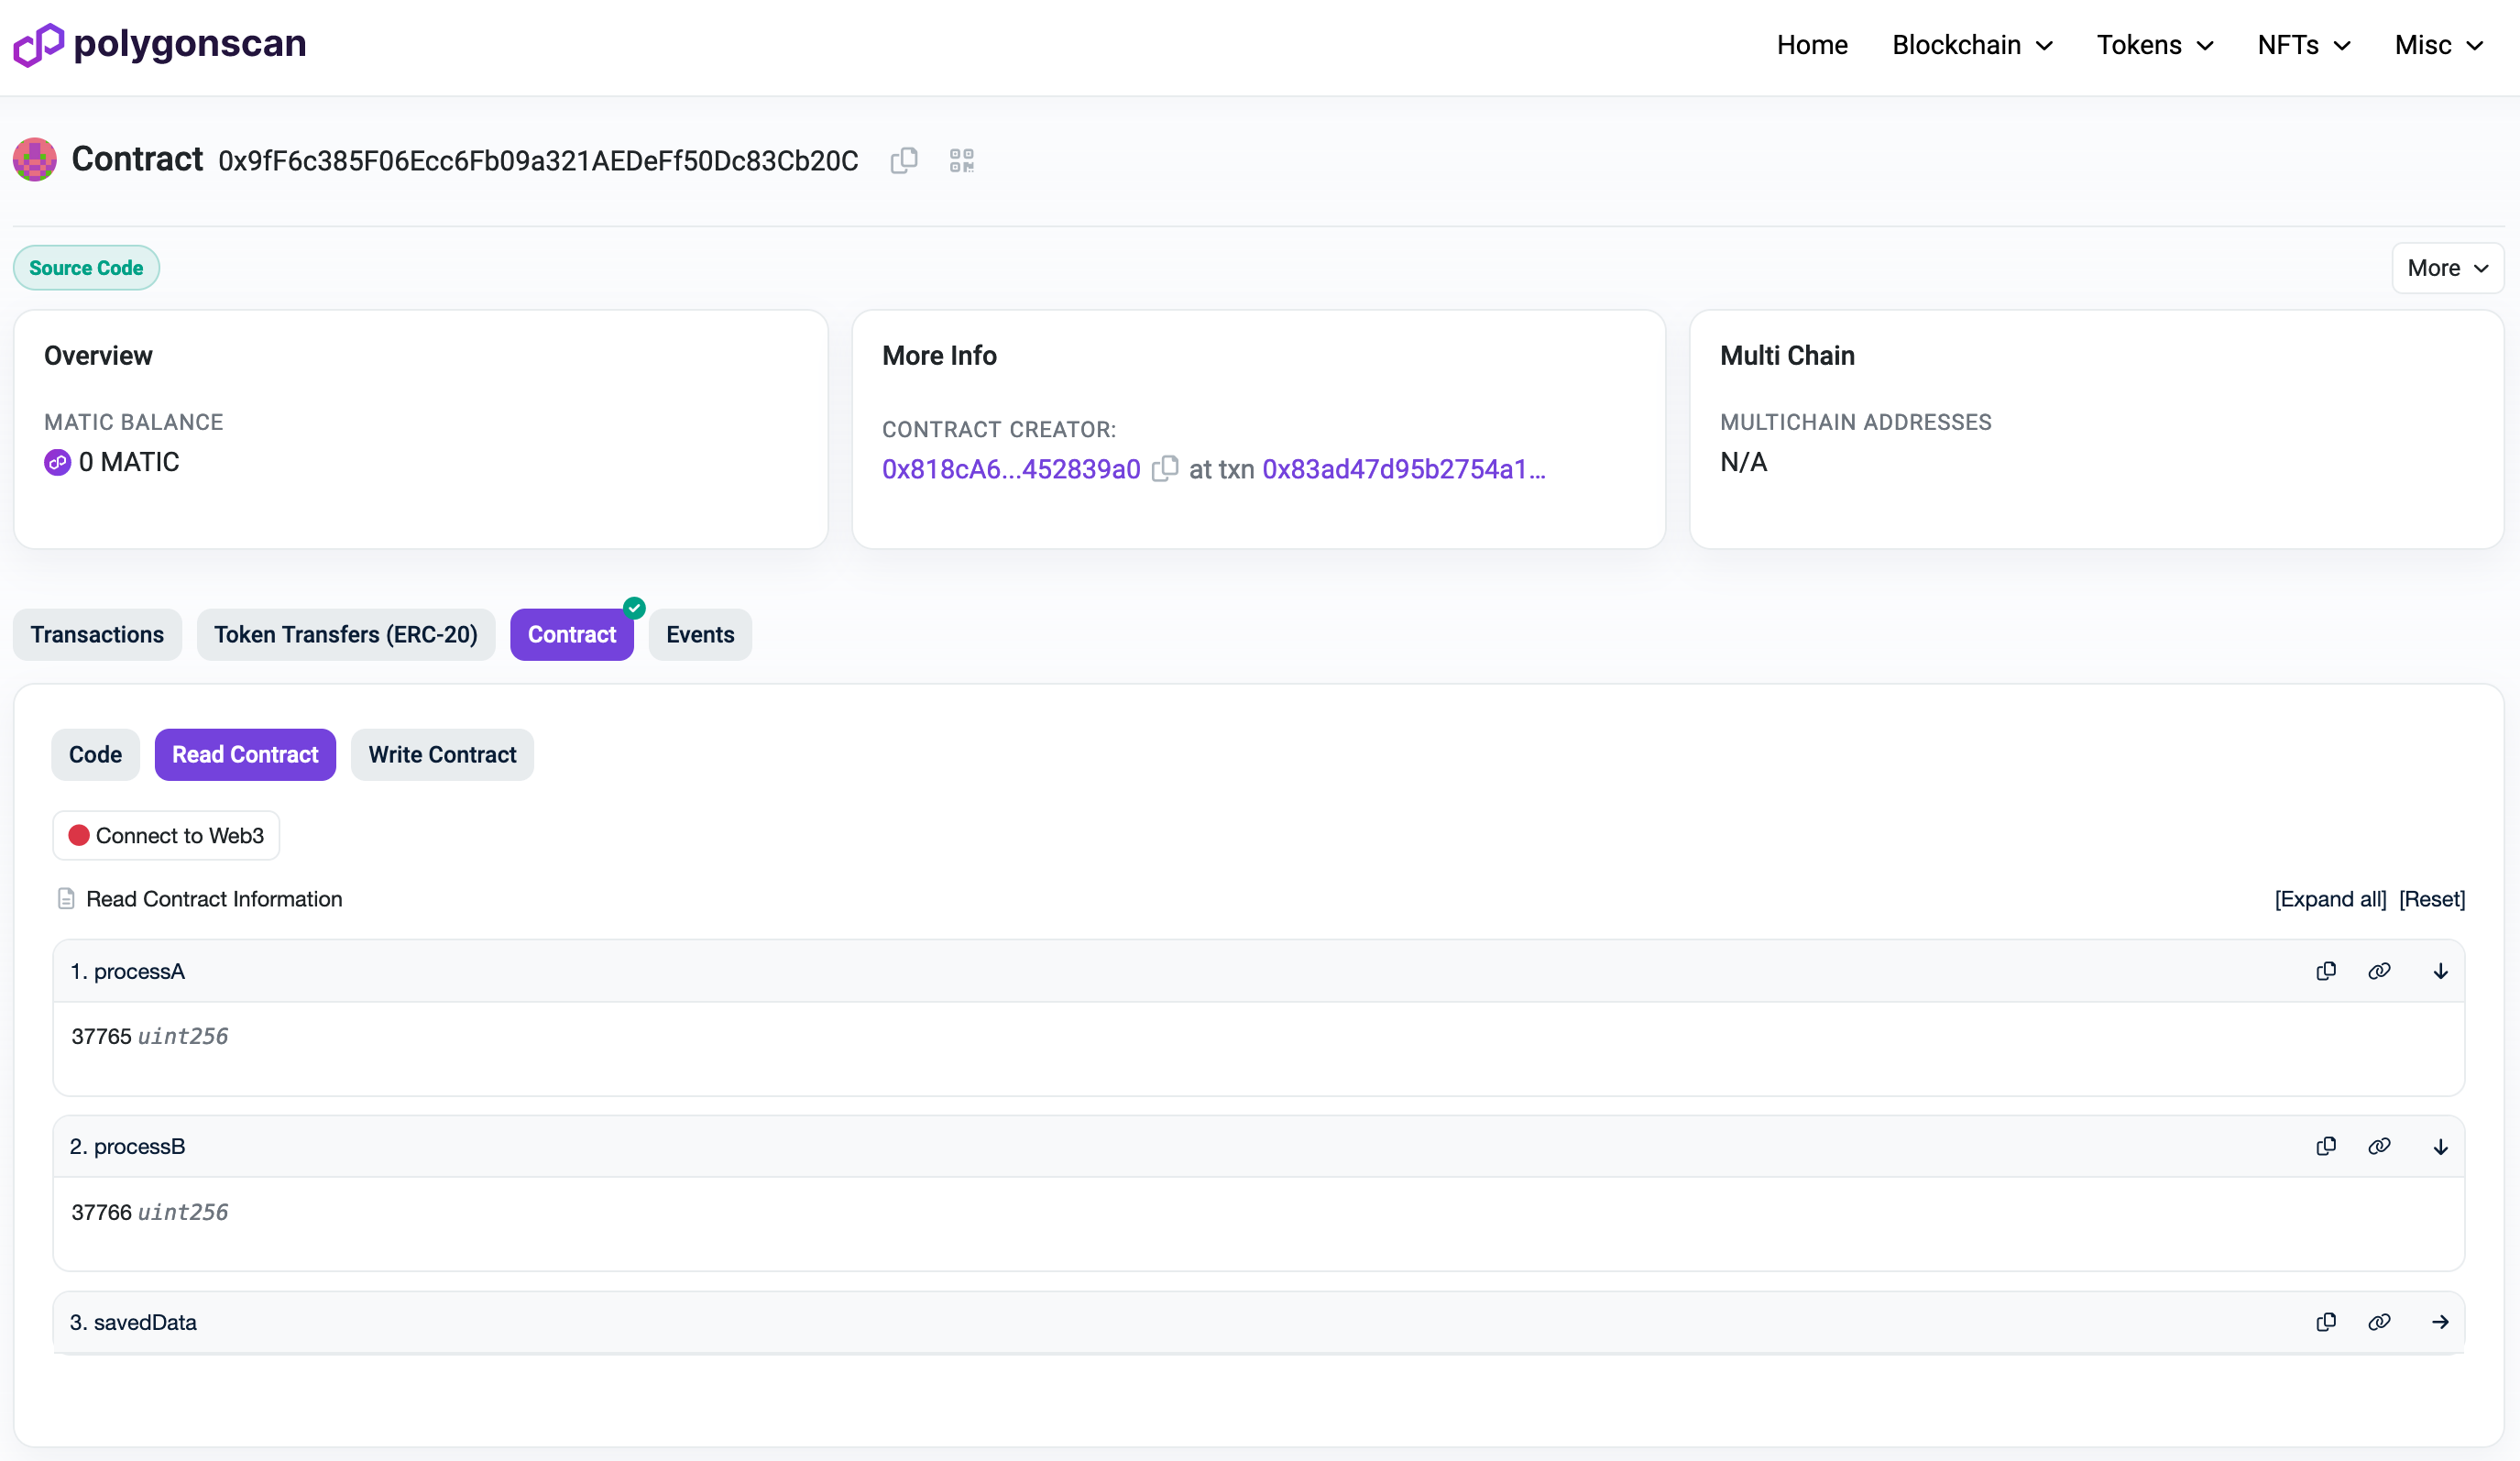 polygonscan
Home Blockchain Tokens NFTs Misc
Contract 0x9fF6c385F06Ecc6Fb09a321AEDeFf50Dc83Cb20C
Source Code
More
Overview
MATIC BALANCE
0 MATIC
More Info
CONTRACT CREATOR:
0x818cA6...452839a0 at txn 0x83ad47d95b2754a1...
Multi Chain
MULTICHAIN ADDRESSES
N/A
Transactions Token Transfers (ERC-20) Contract Events
Code Read Contract Write Contract
Connect to Web3
Read Contract Information [Expand all] [Reset]
1. processA
37765 uint256
2. processB
37766 uint256
3. savedData